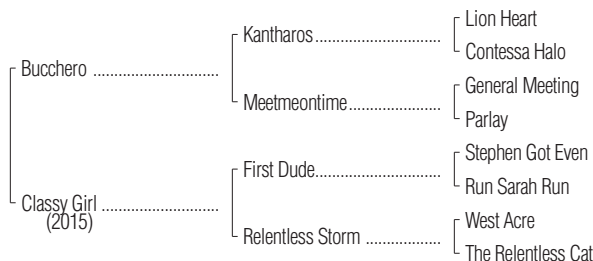 Lion Heart
Kantharos
Contessa Halo
Bucchero
General Meeting
Meetmeontime
Parlay
Stephen Got Even
First Dude
Run Sarah Run
Classy Girl
(2015)
West Acre
Relentless Storm
The Relentless Cat